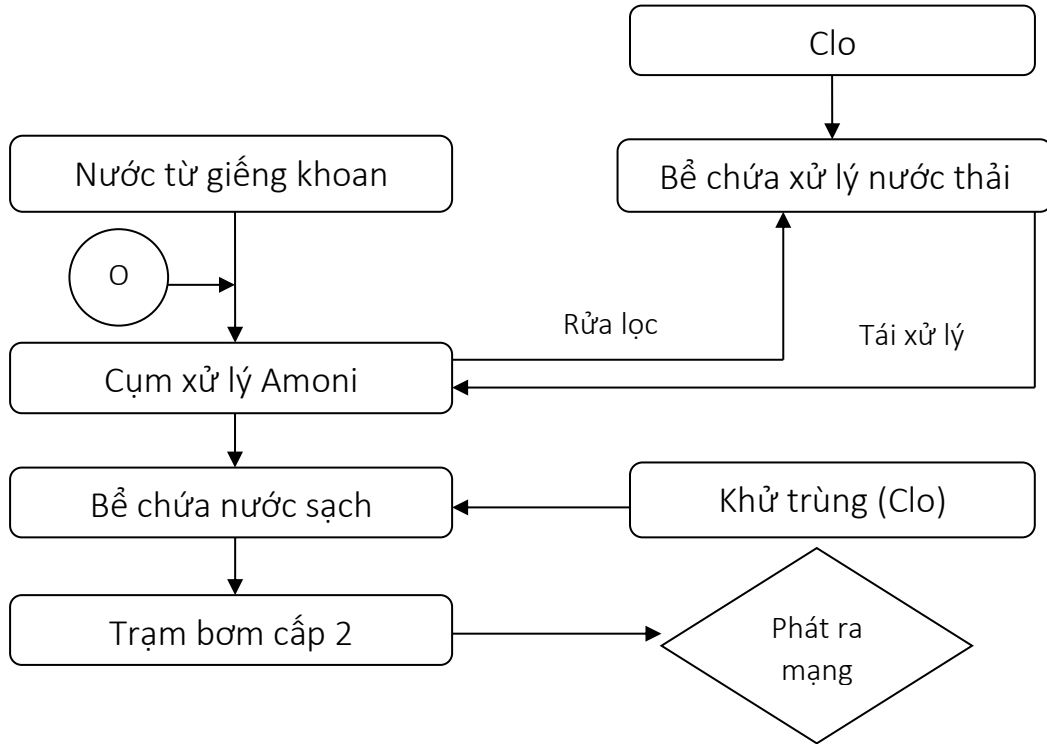 Clo
Nước từ giếng khoan
Bể chứa xử lý nước thải
O
Rửa lọc
Tái xử lý
Cụm xử lý Amoni
Bể chứa nước sạch
Khử trùng (Clo)
Trạm bơm cấp 2
Phát ra
mạng